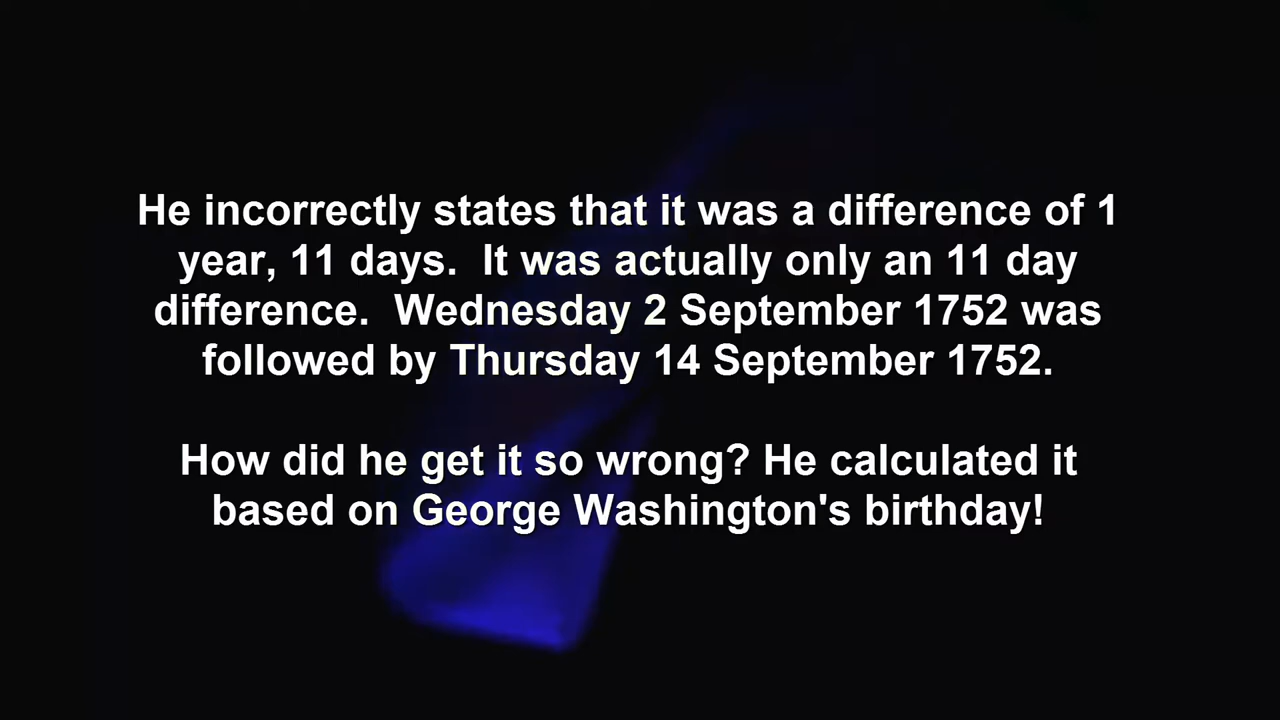 He incorrectly states that it was a difference of 1
year, 11 days.  It was actually only an 11 day
difference.  Wednesday 2 September 1752 was
followed by Thursday 14 September 1752.
How did he get it so wrong? He calculated it
based on George Washington's birthday!